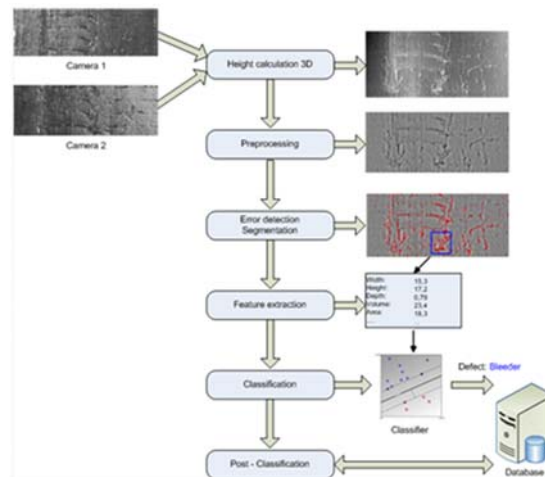 Camera 1
Height calculation 3D
Camera 2
Preprocessing
Error detection
Segmentation
Width: 15,3
Height: 17,2
Depth: 0,79
Volume: 23,4
Area: 18,3
Feature extraction
Classification
Defect: Bleeder
Classifier
Post - Classification
Database